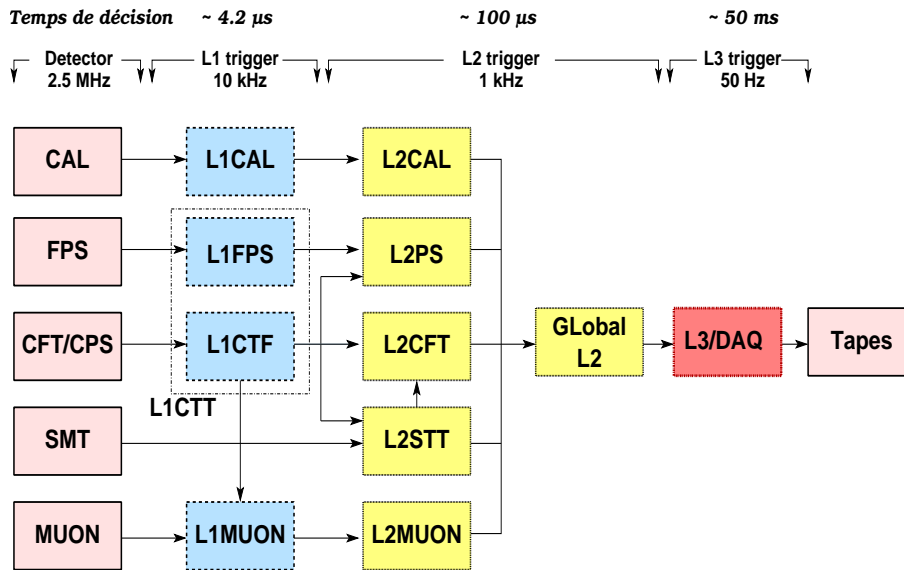 Temps de décision ~ 4.2 µs ~ 100 µs ~ 50 ms
Detector L1 trigger L2 trigger L3 trigger
2.5 MHz 10 kHz 1 kHz 50 Hz
CAL L1CAL L2CAL
FPS L1FPS L2PS
CFT/CPS L1CTF L2CFT
GLobal
L2
L3/DAQ Tapes
L1CTT
SMT L2STT
MUON L1MUON L2MUON